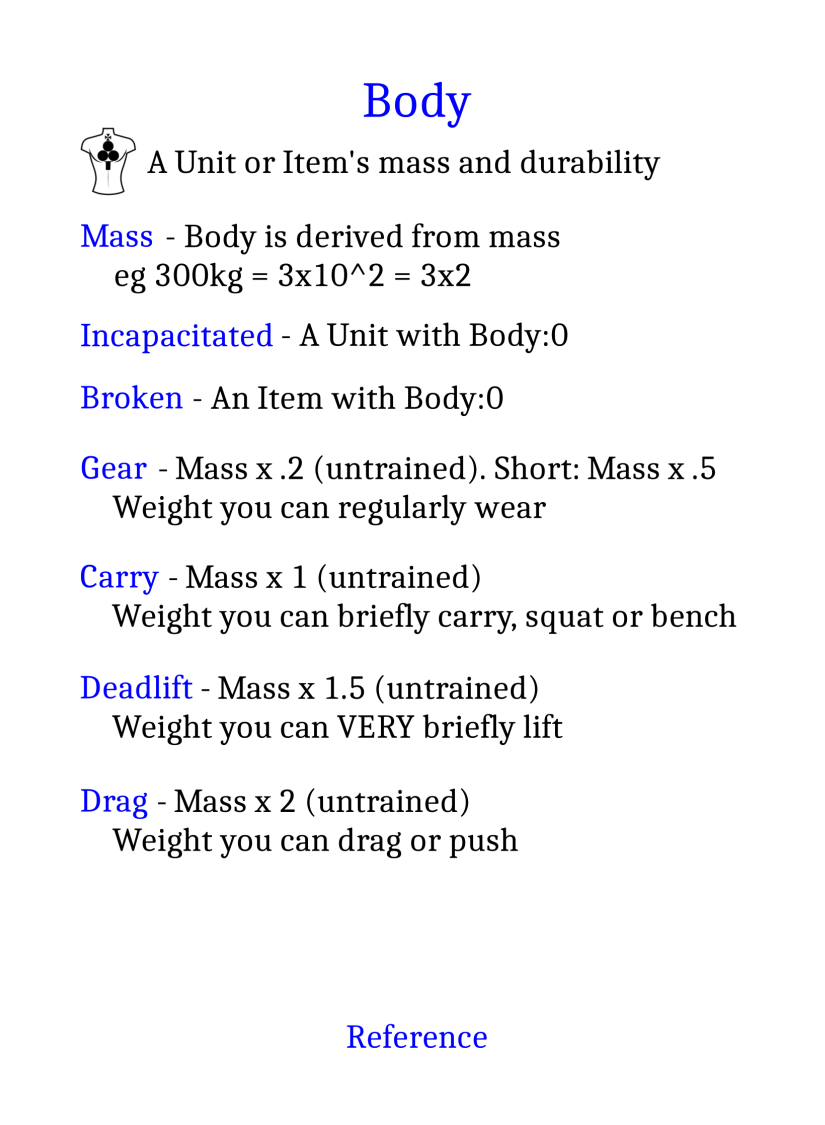 Body
A Unit or Item's mass and durability
Mass - Body is derived from mass
eg 300kg = 3x10^2 = 3x2
Incapacitated - A Unit with Body:0
Broken - An Item with Body:0
Gear - Mass x .2 (untrained). Short: Mass x .5
Weight you can regularly wear
Carry - Mass x 1 (untrained)
Weight you can briefly carry, squat or bench
Deadlift - Mass x 1.5 (untrained)
Weight you can VERY briefly lift
Drag - Mass x 2 (untrained)
Weight you can drag or push
Reference